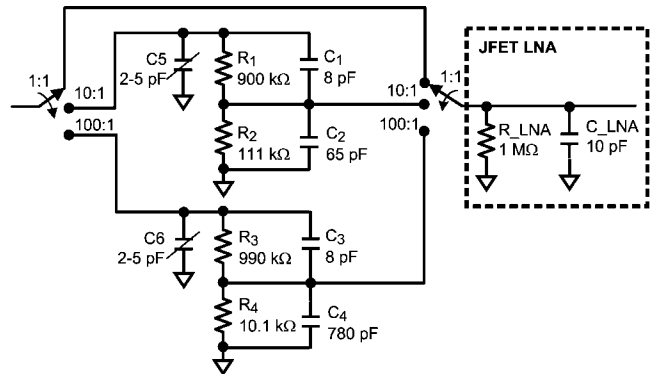 JFET LNA
C5
2-5 pF
R1
900 kΩ
C1
8 pF
1:1
1:1
10:1
10:1
100:1
100:1
R2
111 kΩ
C2
65 pF
R_LNA
1 MΩ
C_LNA
10 pF
C6
2-5 pF
R3
990 kΩ
C3
8 pF
R4
10.1 kΩ
C4
780 pF